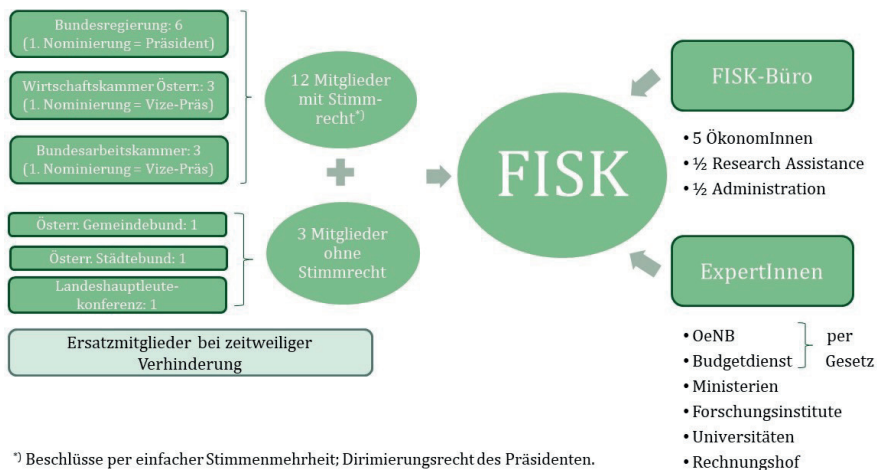 Bundesregierung: 6
(1. Nominierung = Präsident)
Wirtschaftskammer Österr.: 3
(1. Nominierung = Vize-Präs)
Bundesarbeitskammer: 3
(1. Nominierung = Vize-Präs)
12 Mitglieder
mit Stimm-
recht*)
Österr. Gemeindebund: 1
Österr. Städtebund: 1
Landeshauptleute-
konferenz: 1
3 Mitglieder
ohne
Stimmrecht
Ersatzmitglieder bei zeitweiliger
Verhinderung
FISK
FISK-Büro
• 5 ÖkonomInnen
• ½ Research Assistance
• ½ Administration
ExpertInnen
• OeNB per
• Budgetdienst Gesetz
• Ministerien
• Forschungsinstitute
• Universitäten
• Rechnungshof
*) Beschlüsse per einfacher Stimmenmehrheit; Dirimierungsrecht des Präsidenten.